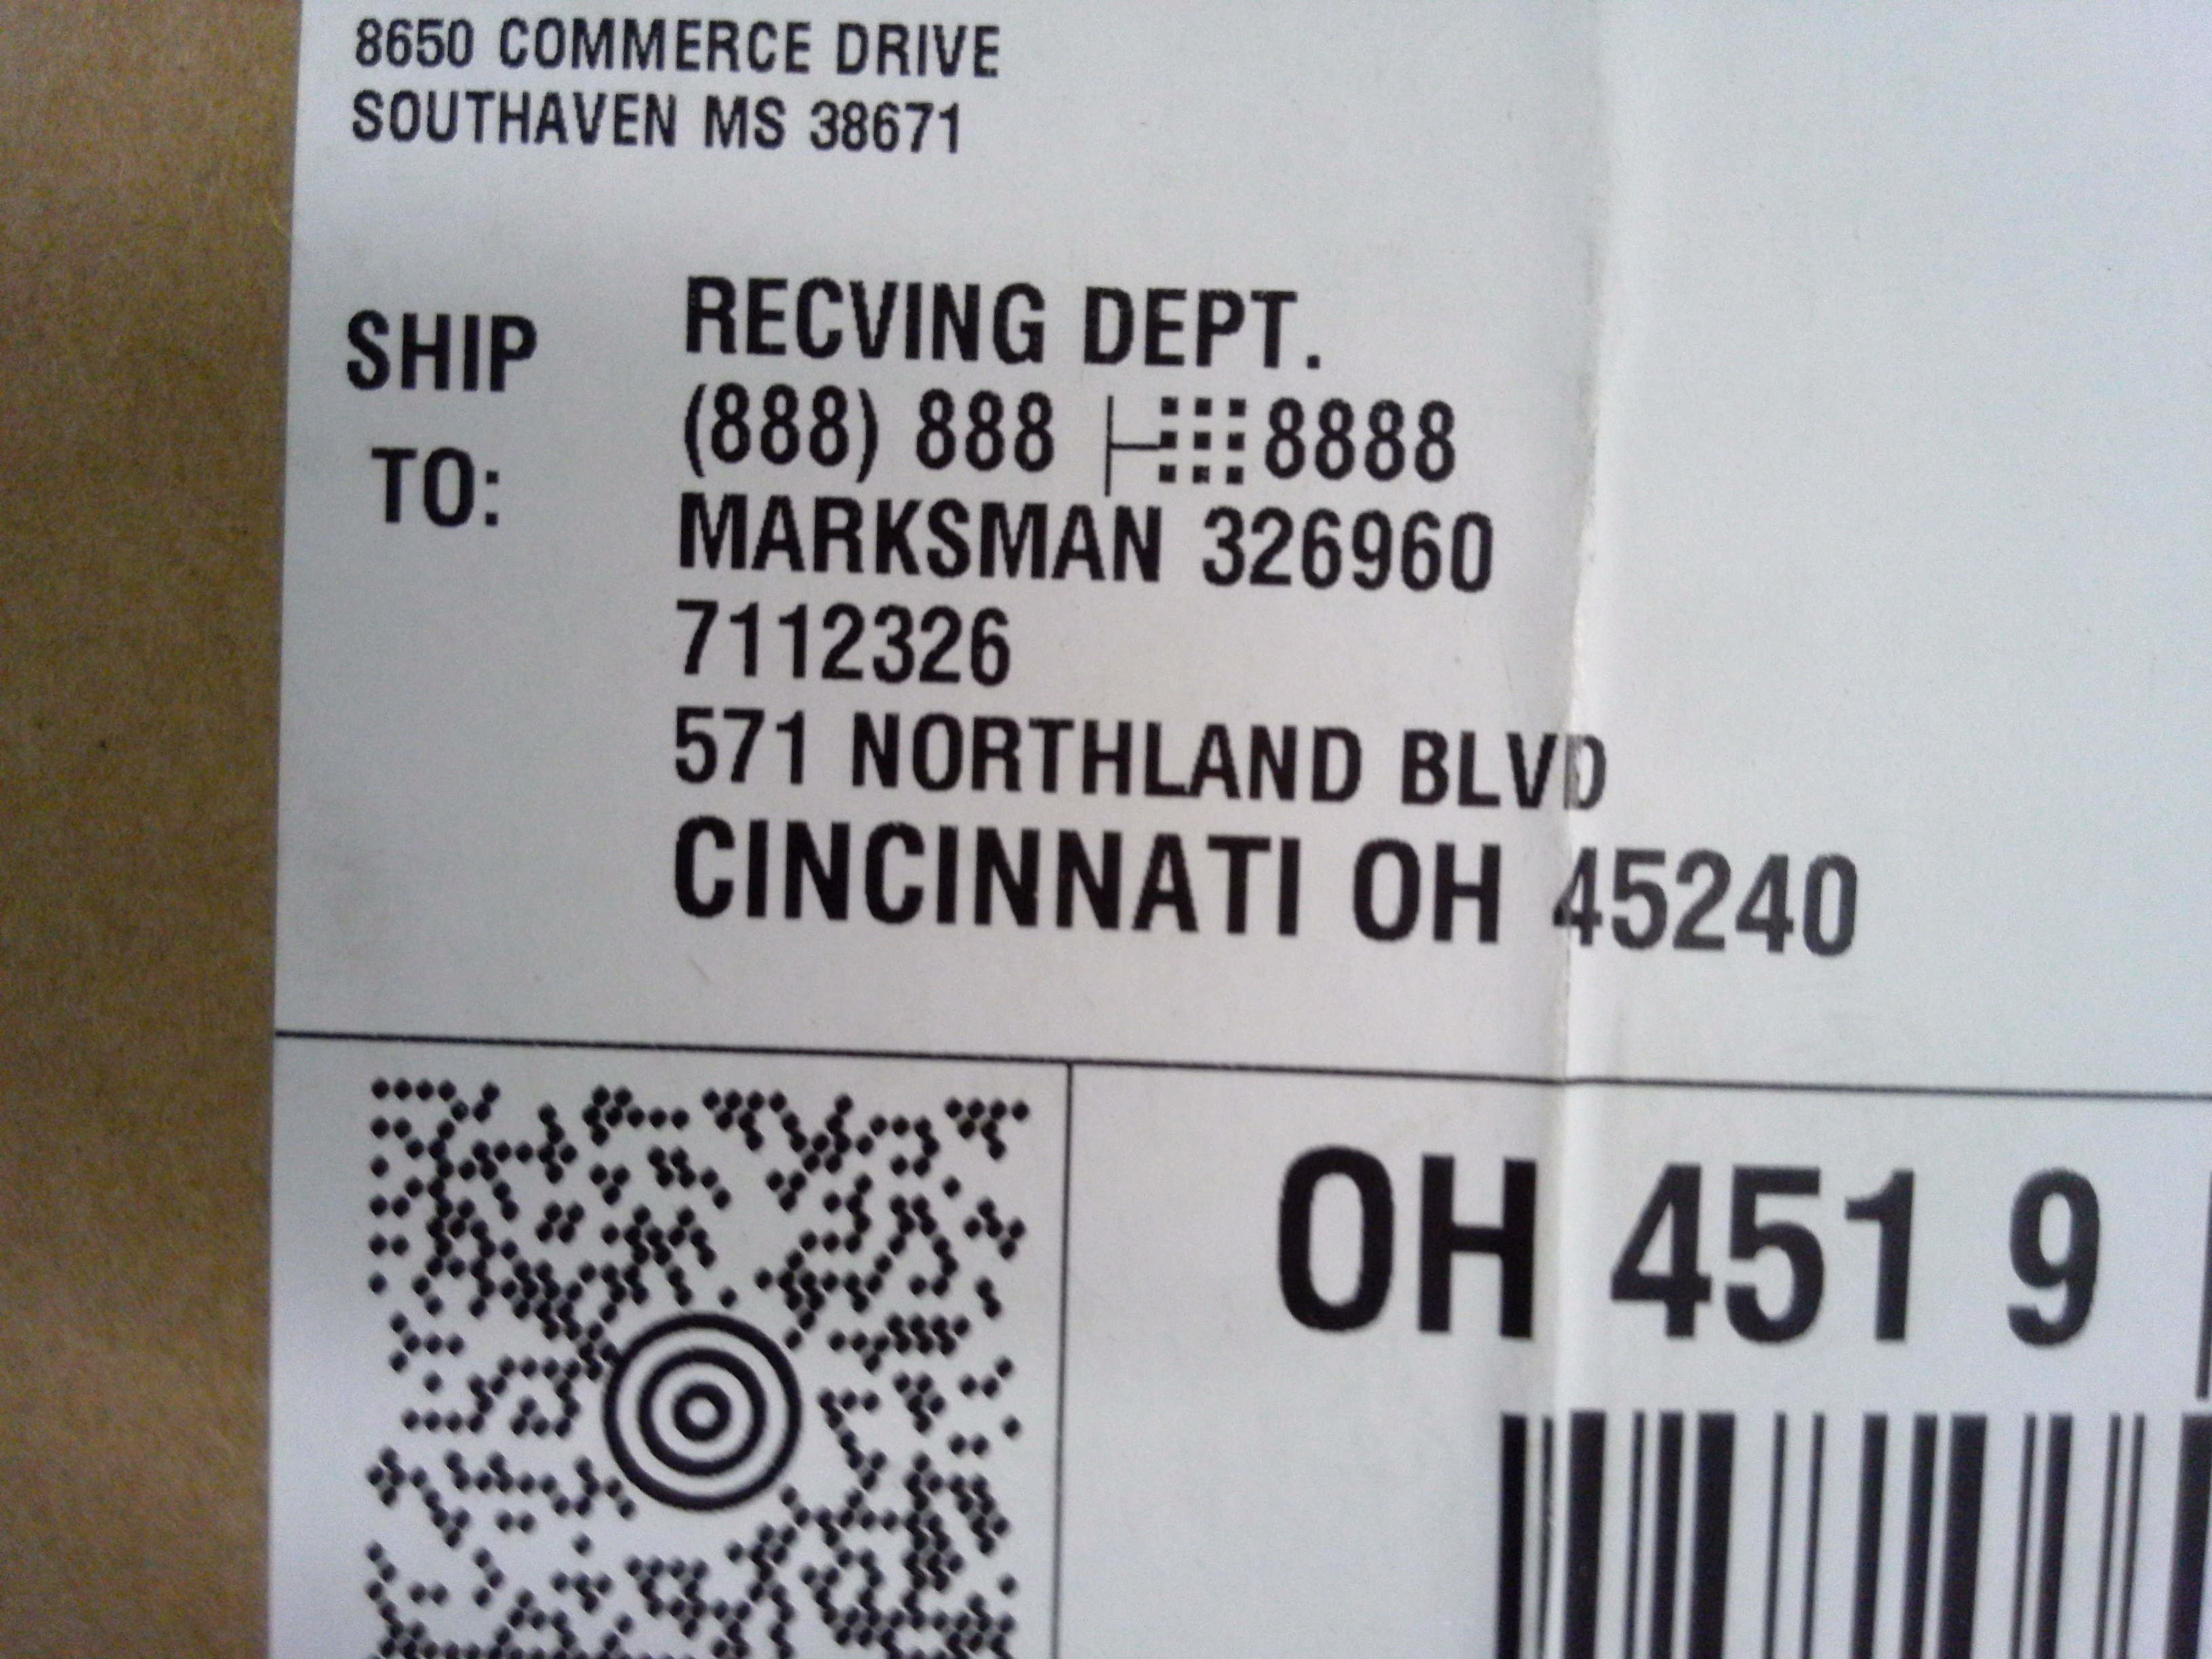 8650 COMMERCE DRIVE
SOUTHAVEN MS 38671
SHIP TO:
RECVING DEPT.
(888) 888 8888
MARKSMAN 326960
7112326
571 NORTHLAND BLVD
CINCINNATI OH 45240
OH 451 9